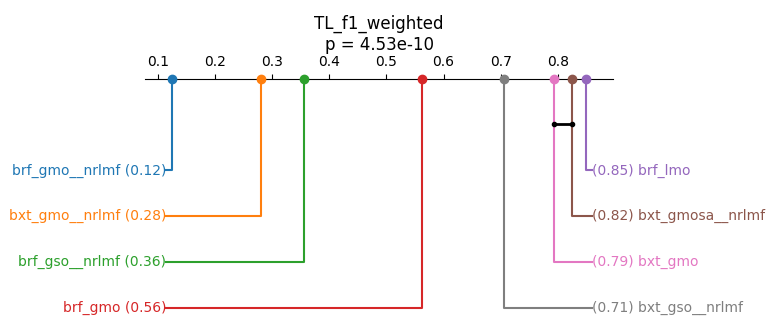 TL_f1_weighted
p = 4.53e-10
0.1 0.2 0.3 0.4 0.5 0.6 0.7 0.8
brf_gmo__nrlmf (0.12) (0.85) brf_lmo
bxt_gmo__nrlmf (0.28) (0.82) bxt_gmosa__nrlmf
brf_gso__nrlmf (0.36) (0.79) bxt_gmo
brf_gmo (0.56) (0.71) bxt_gso__nrlmf